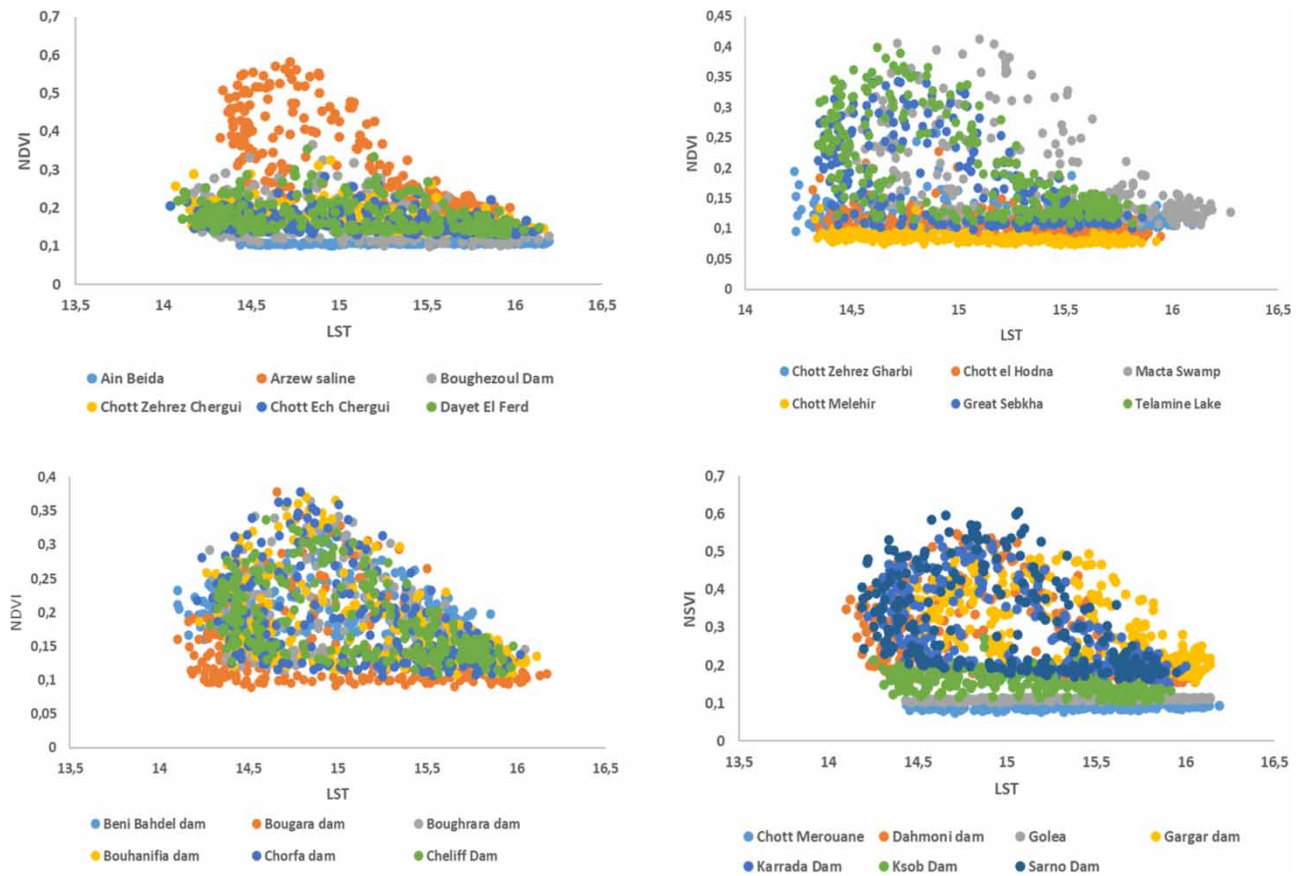 0,7
0,6
0,5
0,4
0,3
0,2
0,1
0
NDVI
13,5 14 14,5 15 15,5 16 16,5
LST
Ain Beida Arzew saline Boughezoul Dam
Chott Zehrez Chergui Chott Ech Chergui Dayet El Ferd
0,45
0,4
0,35
0,3
0,25
0,2
0,15
0,1
0,05
0
NDVI
14 14,5 15 15,5 16 16,5
LST
Chott Zehrez Gharbi Chott el Hodna Macta Swamp
Chott Melehir Great Sebkha Telamine Lake
0,4
0,35
0,3
0,25
0,2
0,15
0,1
0,05
0
NDVI
13,5 14 14,5 15 15,5 16 16,5
LST
Beni Bahdel dam Bougara dam Boughrara dam
Bouhanifia dam Chorfa dam Cheliff Dam
0,7
0,6
0,5
0,4
0,3
0,2
0,1
0
NSVI
13,5 14 14,5 15 15,5 16 16,5
LST
Chott Merouane Dahmoni dam Golea Gargar dam
Karrada Dam Ksob Dam Sarno Dam